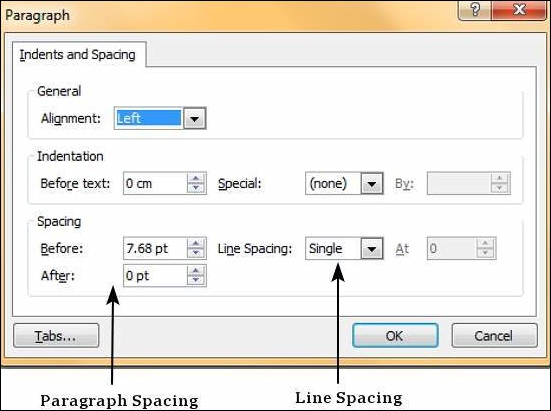 Paragraph
Indents and Spacing
General
Alignment: Left
Indentation
Before text: 0 cm Special: (none) By:
Spacing
Before: 7.68 pt Line Spacing: Single At 0
After: 0 pt
Tabs... OK Cancel
Paragraph Spacing Line Spacing